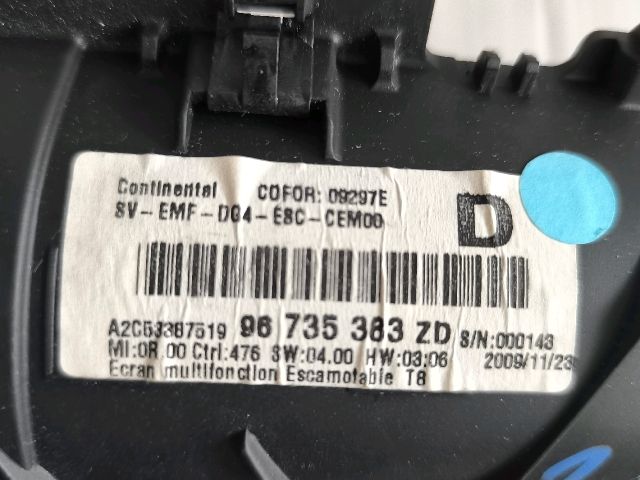 Continental COFOR: 09297E
SV-EMF-DG4-ESC-CEM00
D
A2C53387519 96 735 383 ZD S/N:000143
MI:0R.00 Ctrl:476 SW:04.00 HW:03:06 2009/11/23
Ecran multifonction Escamotable T8